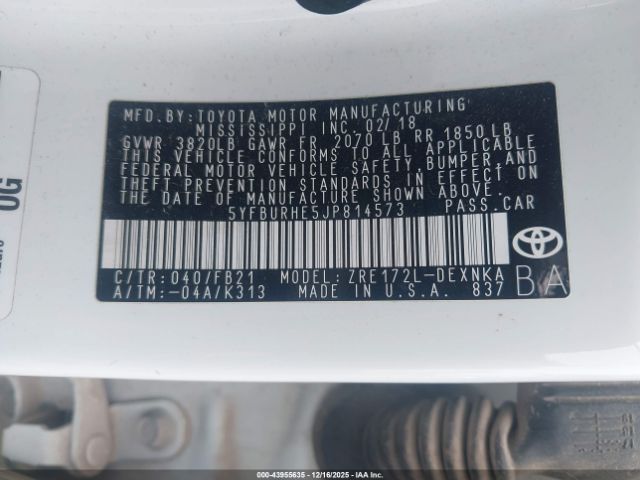 MFD.BY: TOYOTA MOTOR MANUFACTURING
MISSISSIPPI INC. 02/18
GVWR 3820LB GAWR FR 2070 LB, RR 1850 LB
THIS VEHICLE CONFORMS TO ALL APPLICABLE
FEDERAL MOTOR VEHICLE SAFETY, BUMPER, AND
THEFT PREVENTION STANDARDS IN EFFECT ON
THE DATE OF MANUFACTURE SHOWN ABOVE.
5YFBURHE5JP814573 PASS.CAR
C/TR: 040/FB21 MODEL: ZRE172L-DEXNKA
A/TM: -04A/K313 MADE IN U.S.A. 837
BA
OG
000-43955635 - 12/16/2025 - IAA Inc.